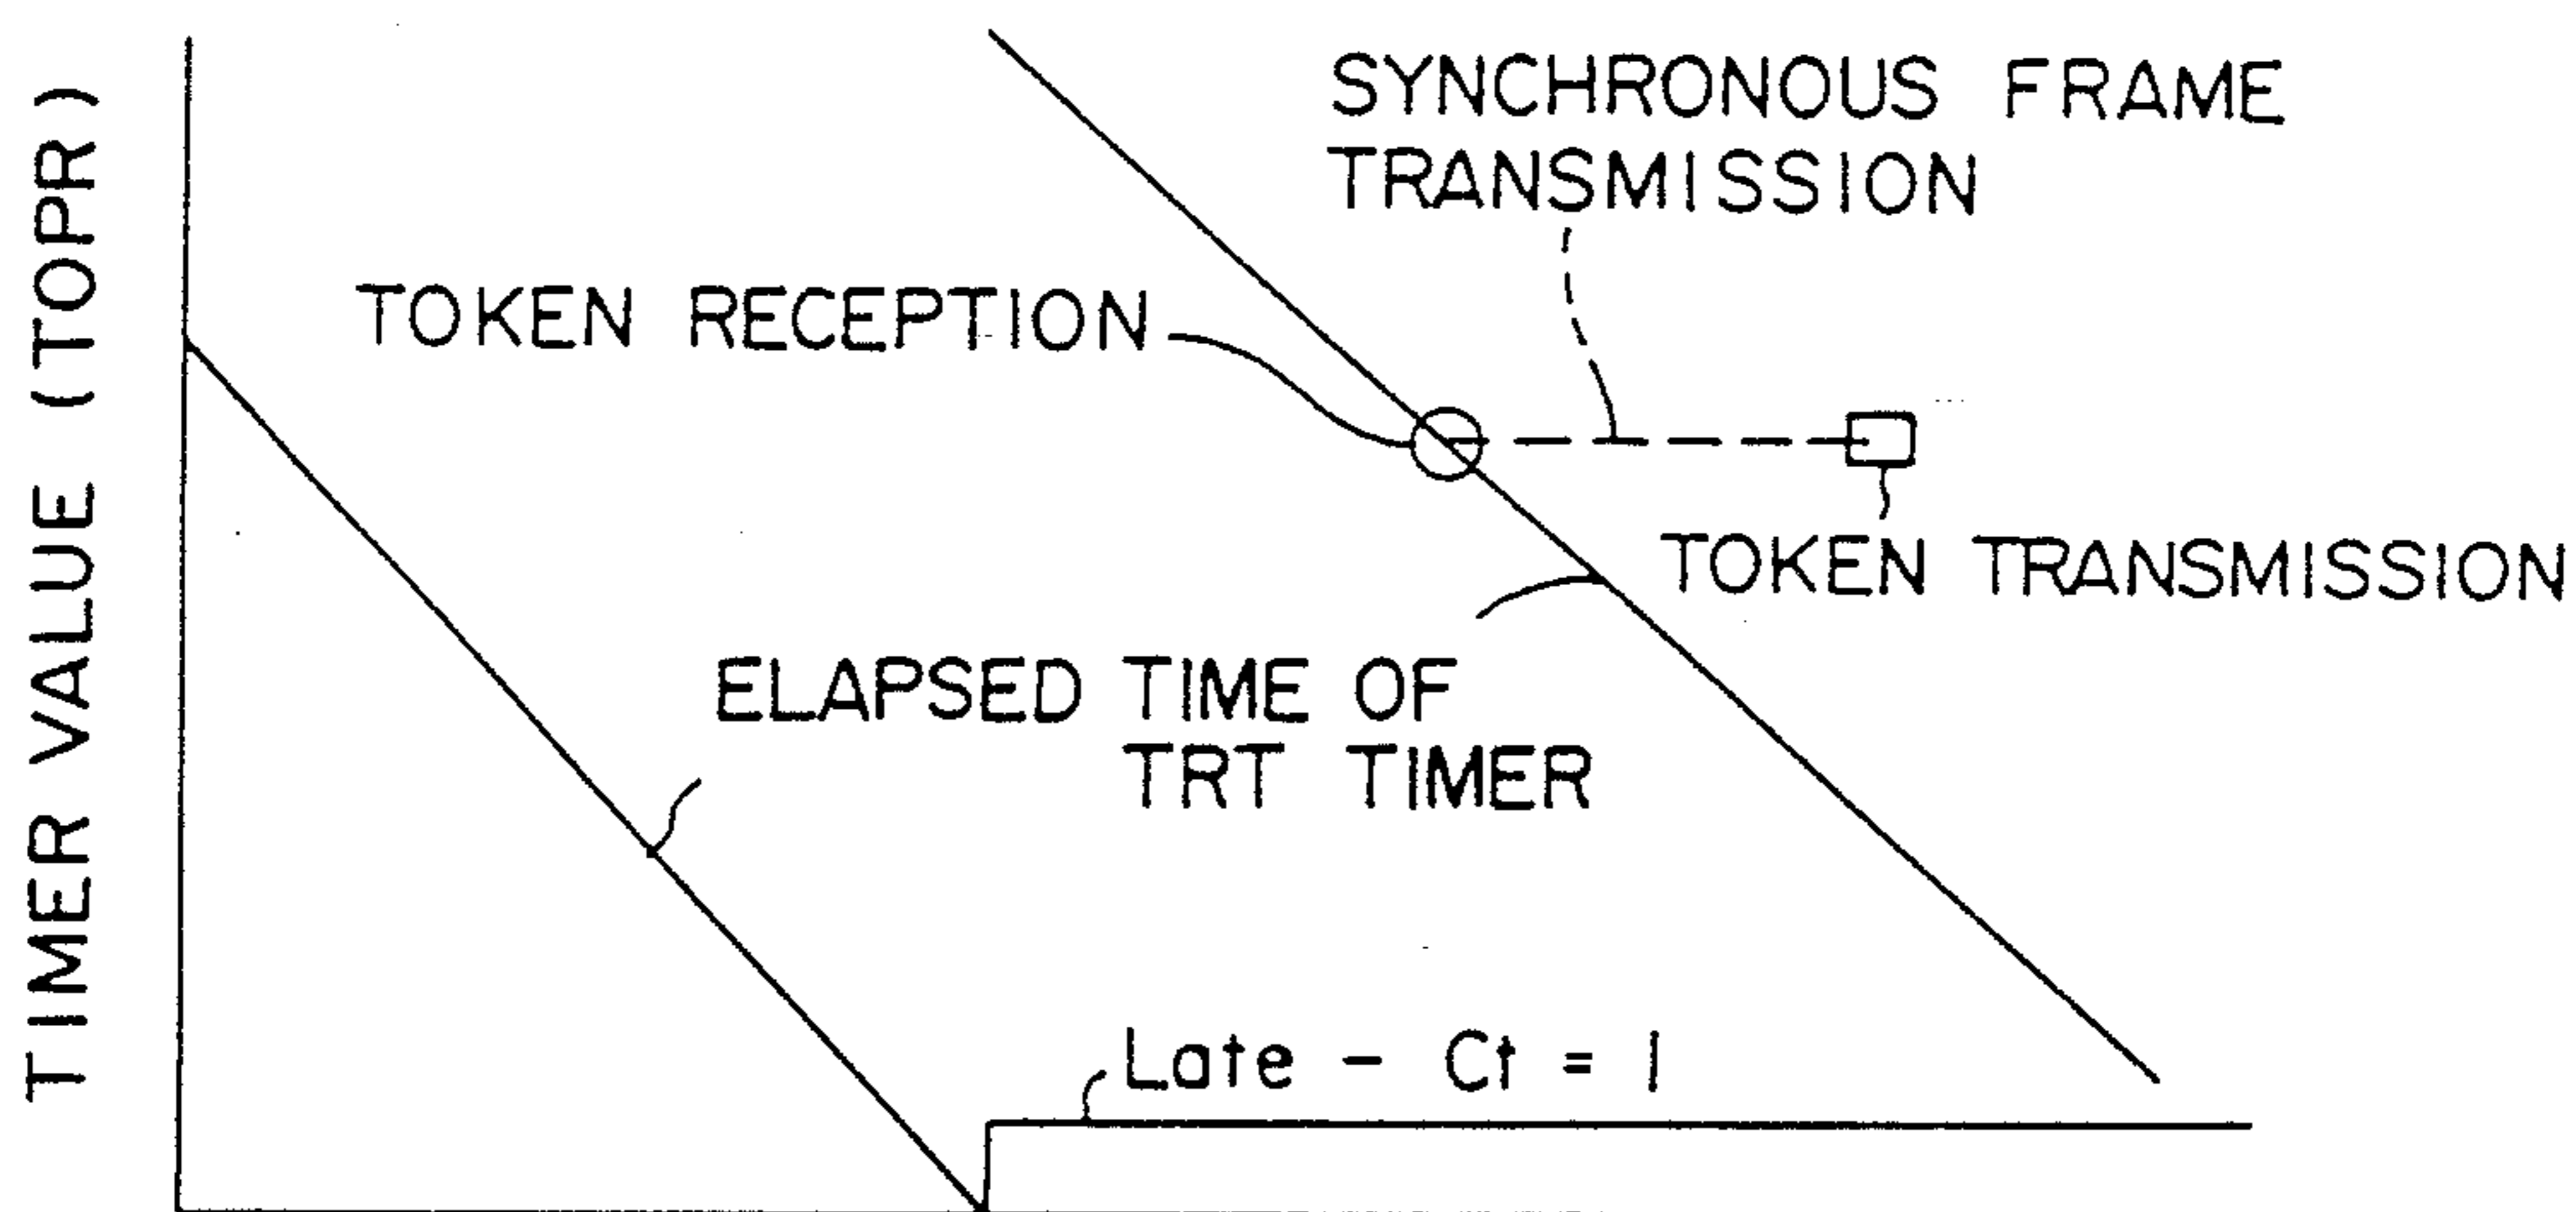 TIMER VALUE (TOPR)
SYNCHRONOUS FRAME
TRANSMISSION
TOKEN RECEPTION
TOKEN TRANSMISSION
ELAPSED TIME OF
TRT TIMER
Late - Ct = 1